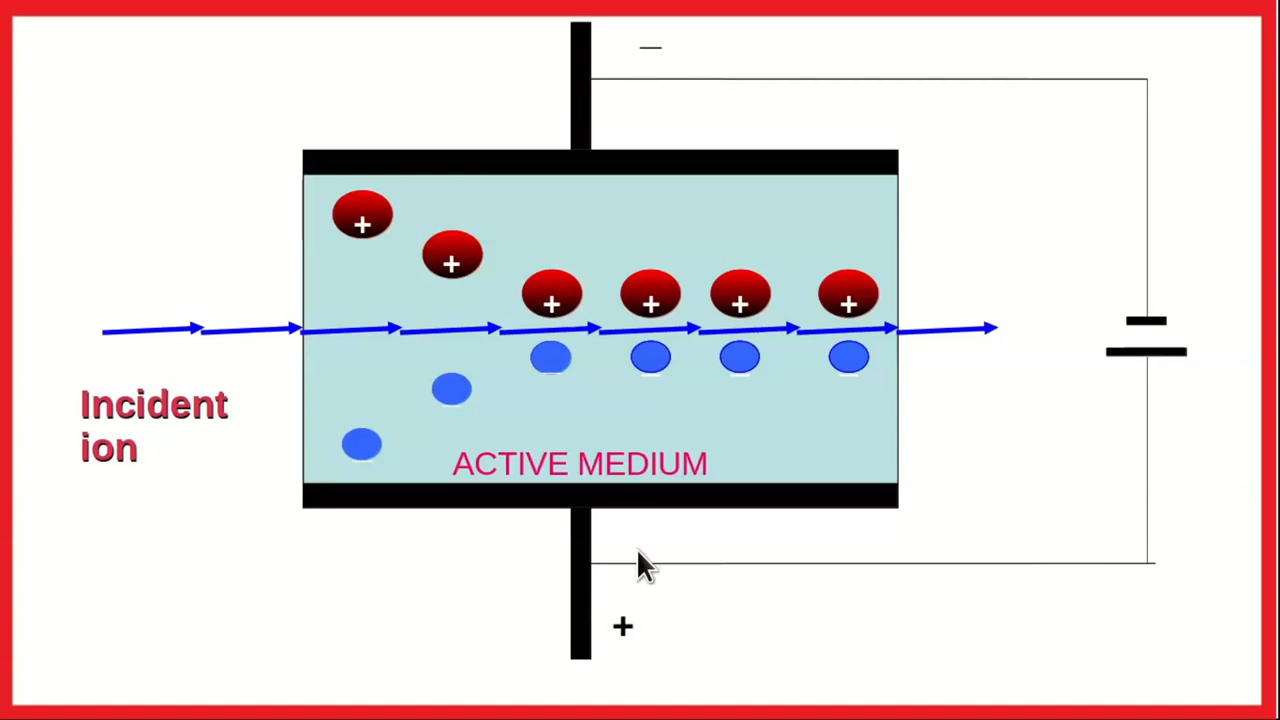 —
+ + + + + +
Incident
ion
ACTIVE MEDIUM
+